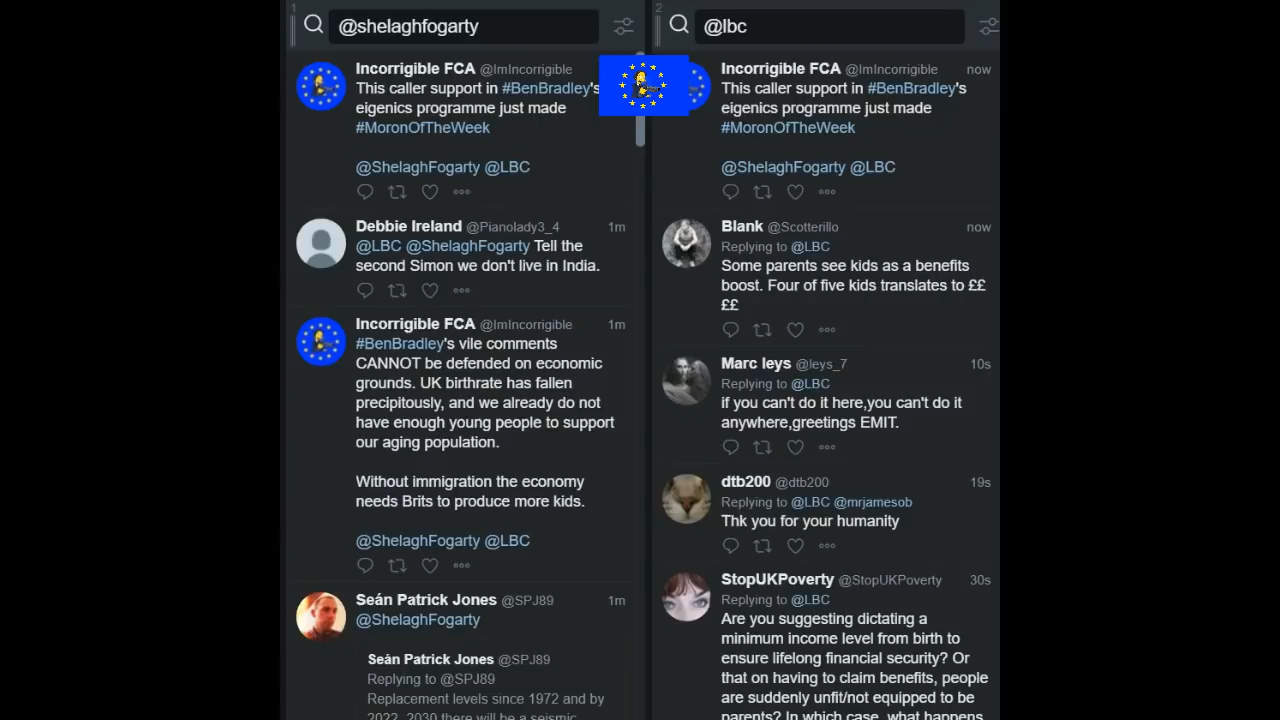 1
@shelaghfogarty
Incorrigible FCA @ImIncorrigible
This caller support in #BenBradley's
eigenics programme just made
#MoronOfTheWeek
@ShelaghFogarty @LBC
Debbie Ireland @Pianolady3_4 1m
@LBC @ShelaghFogarty Tell the
second Simon we don't live in India.
Incorrigible FCA @ImIncorrigible 1m
#BenBradley's vile comments
CANNOT be defended on economic
grounds. UK birthrate has fallen
precipitously, and we already do not
have enough young people to support
our aging population.
Without immigration the economy
needs Brits to produce more kids.
@ShelaghFogarty @LBC
Seán Patrick Jones @SPJ89 1m
@ShelaghFogarty
Seán Patrick Jones @SPJ89
Replying to @SPJ89
Replacement levels since 1972 and by
2022, 2030 there will be a seismic
2
@lbc
Incorrigible FCA @ImIncorrigible now
This caller support in #BenBradley's
eigenics programme just made
#MoronOfTheWeek
@ShelaghFogarty @LBC
Blank @Scotterillo now
Replying to @LBC
Some parents see kids as a benefits
boost. Four of five kids translates to ££
££
Marc leys @leys_7 10s
Replying to @LBC
if you can't do it here,you can't do it
anywhere,greetings EMIT.
dtb200 @dtb200 19s
Replying to @LBC @mrjamesob
Thk you for your humanity
StopUKPoverty @StopUKPoverty 30s
Replying to @LBC
Are you suggesting dictating a
minimum income level from birth to
ensure lifelong financial security? Or
that on having to claim benefits, people
are suddenly unfit/not equipped to be
parents? In which case, what happens